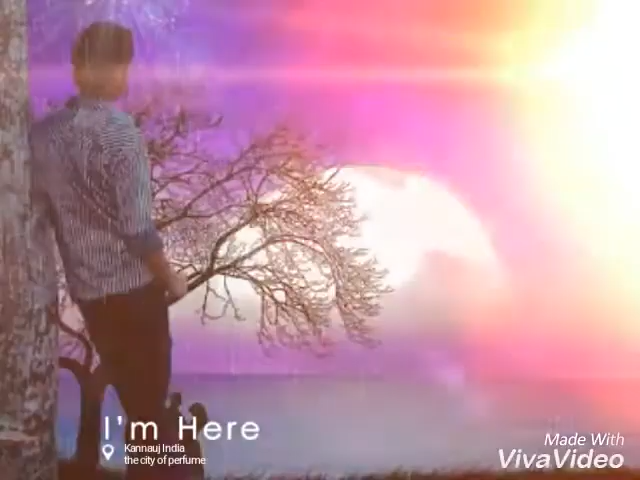 I'm Here
Kannauj India
the city of perfume
Made With
VivaVideo